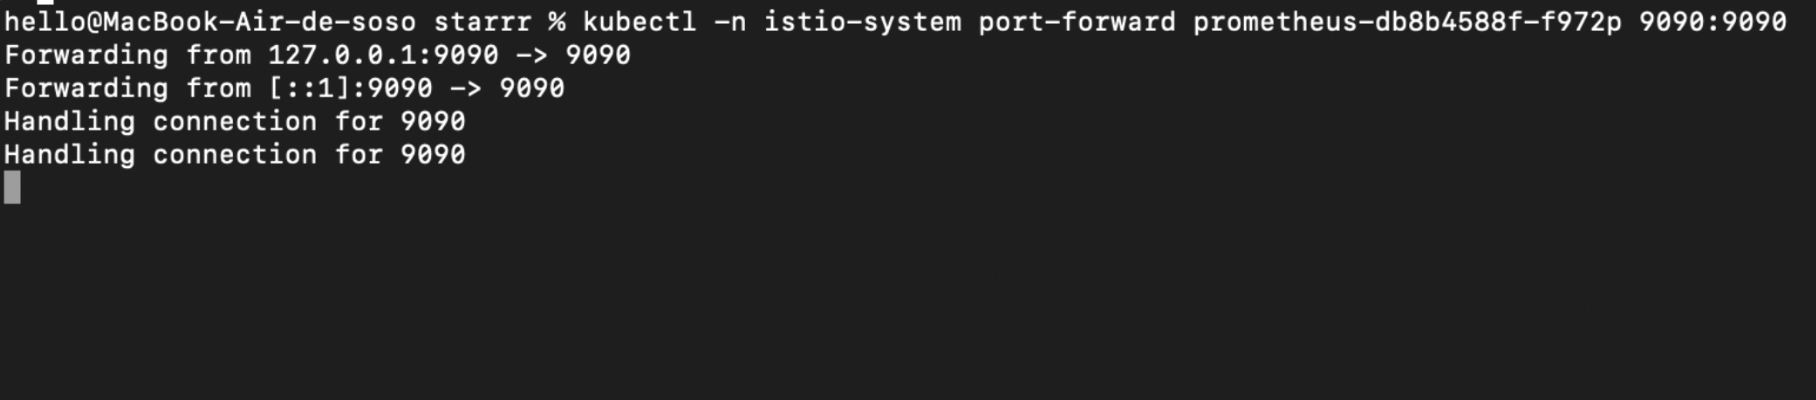 hello@MacBook-Air-de-soso starrr % kubectl -n istio-system port-forward prometheus-db8b4588f-f972p 9090:9090
Forwarding from 127.0.0.1:9090 -> 9090
Forwarding from [::1]:9090 -> 9090
Handling connection for 9090
Handling connection for 9090